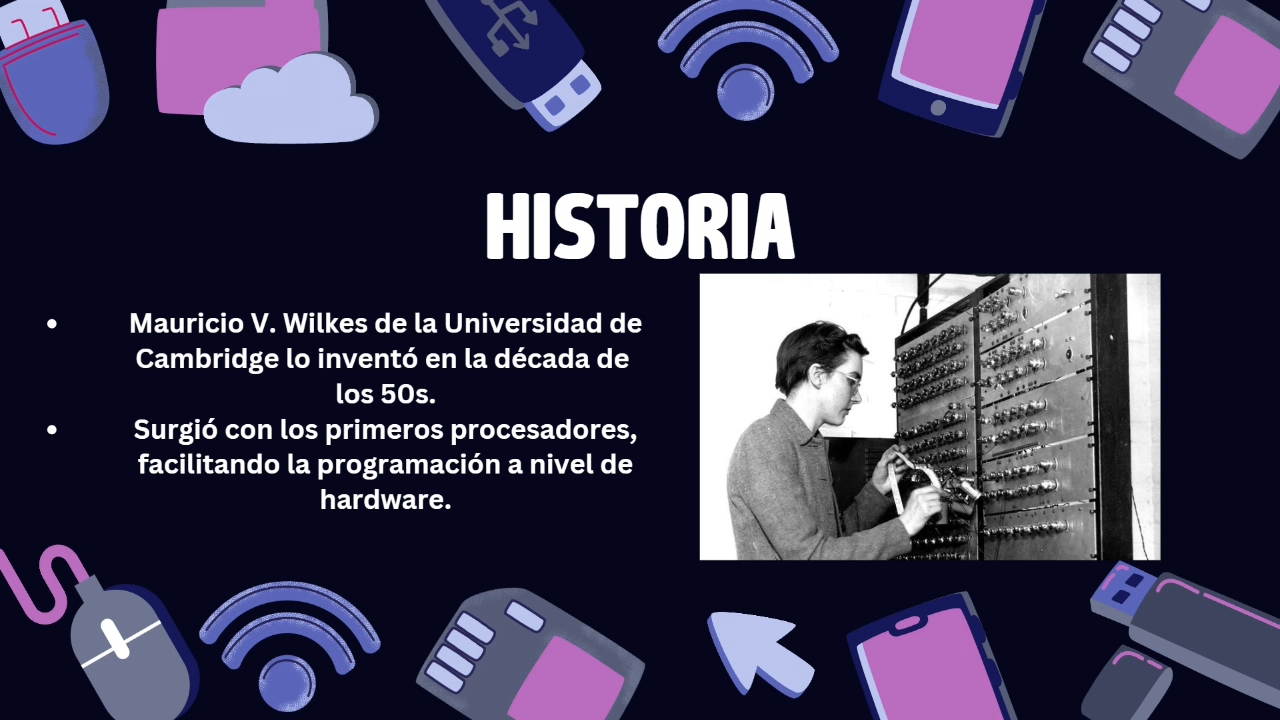 HISTORIA
Mauricio V. Wilkes de la Universidad de
Cambridge lo inventó en la década de
los 50s.
Surgió con los primeros procesadores,
facilitando la programación a nivel de
hardware.